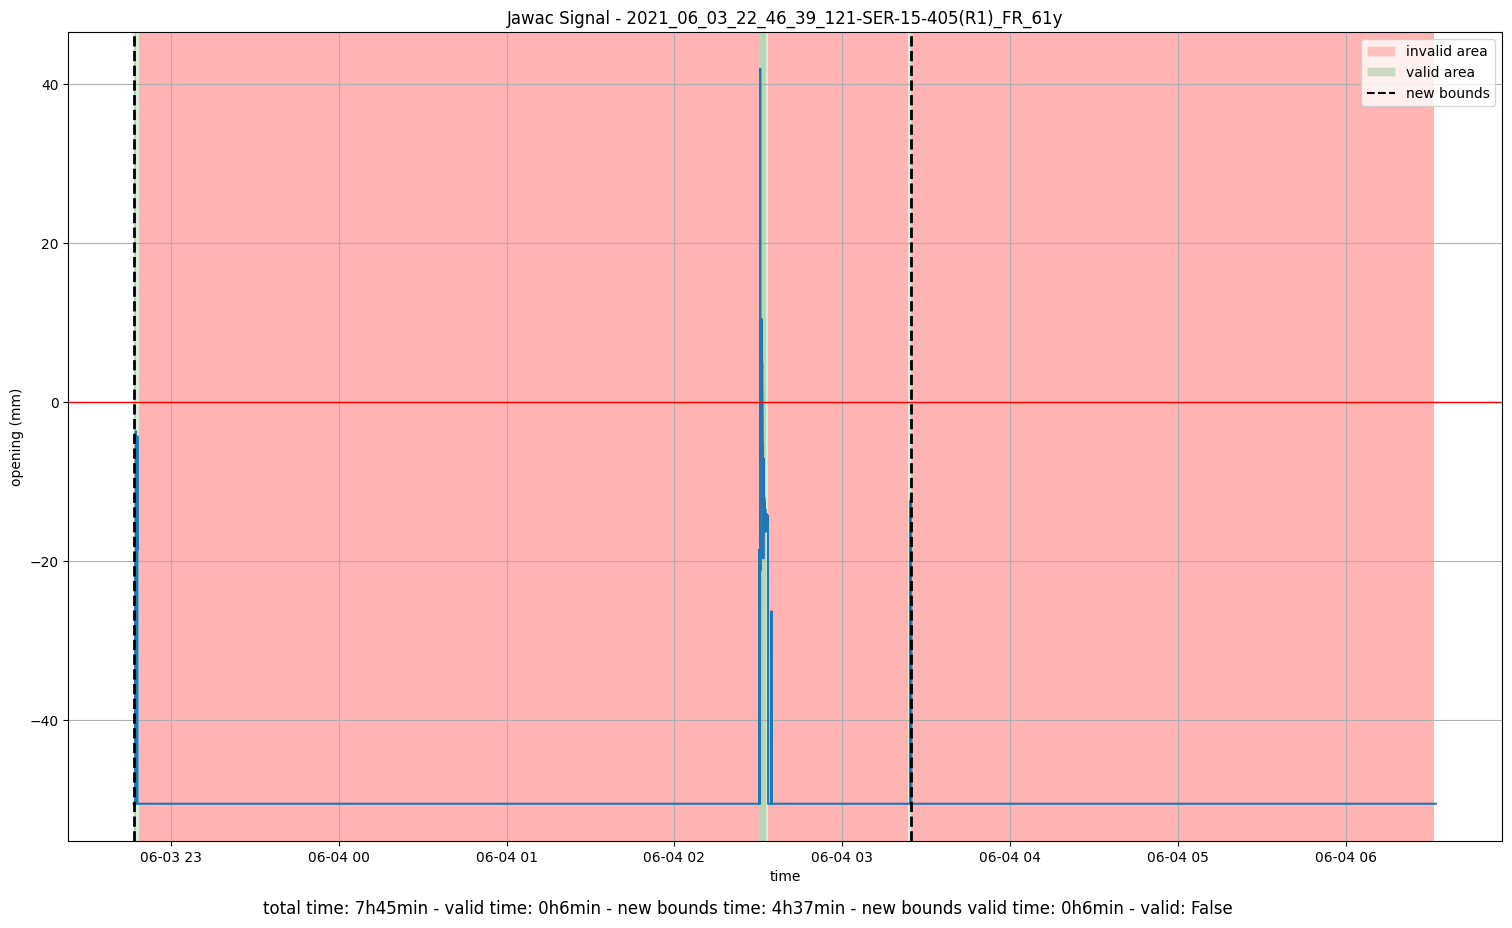 Jawac Signal - 2021_06_03_22_46_39_121-SER-15-405(R1)_FR_61y
invalid area
valid area
new bounds
opening (mm)
40
20
0
−20
−40
06-03 23
06-04 00
06-04 01
06-04 02
06-04 03
06-04 04
06-04 05
06-04 06
time
total time: 7h45min - valid time: 0h6min - new bounds time: 4h37min - new bounds valid time: 0h6min - valid: False